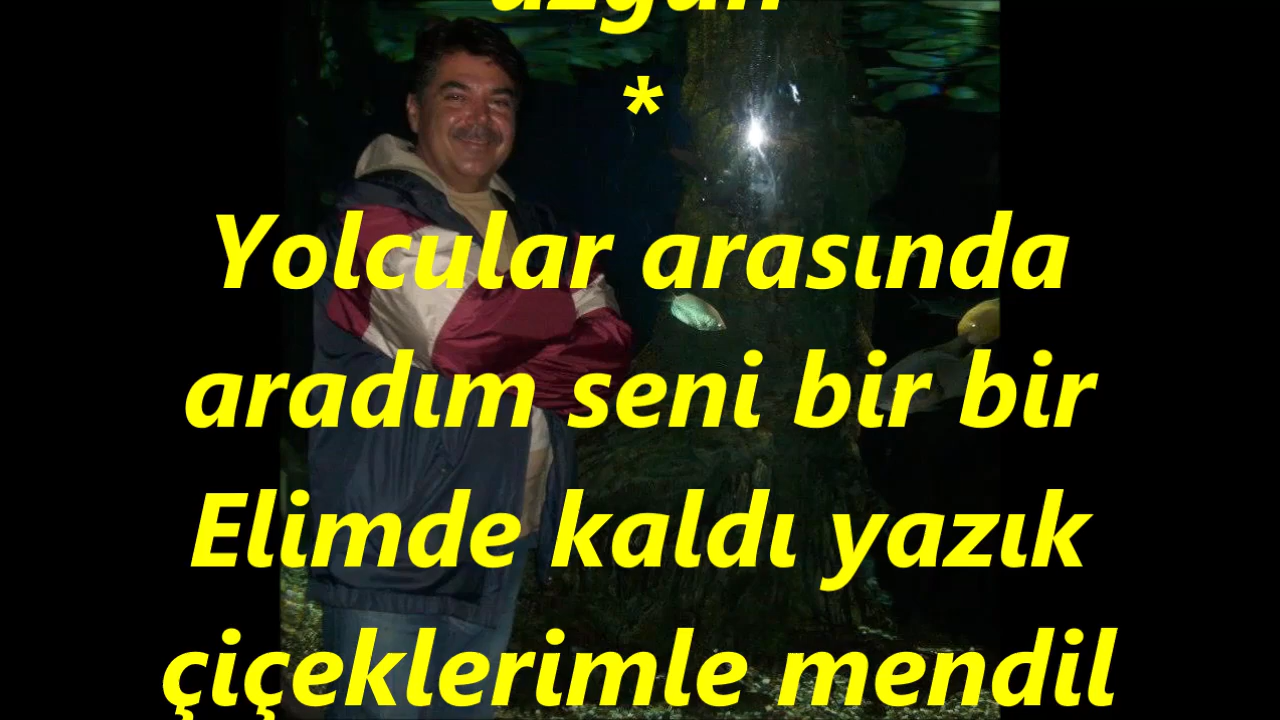 *
Yolcular arasında
aradım seni bir bir
Elimde kaldı yazık
çiçeklerimle mendil